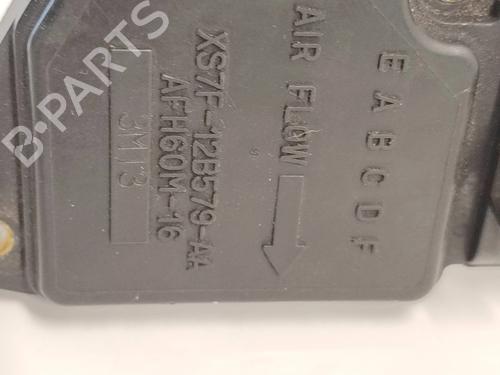 E A B C D F
AIR FLOW
XS7F-12B579-AA
AFH60M-16
3M13
B-PARTS